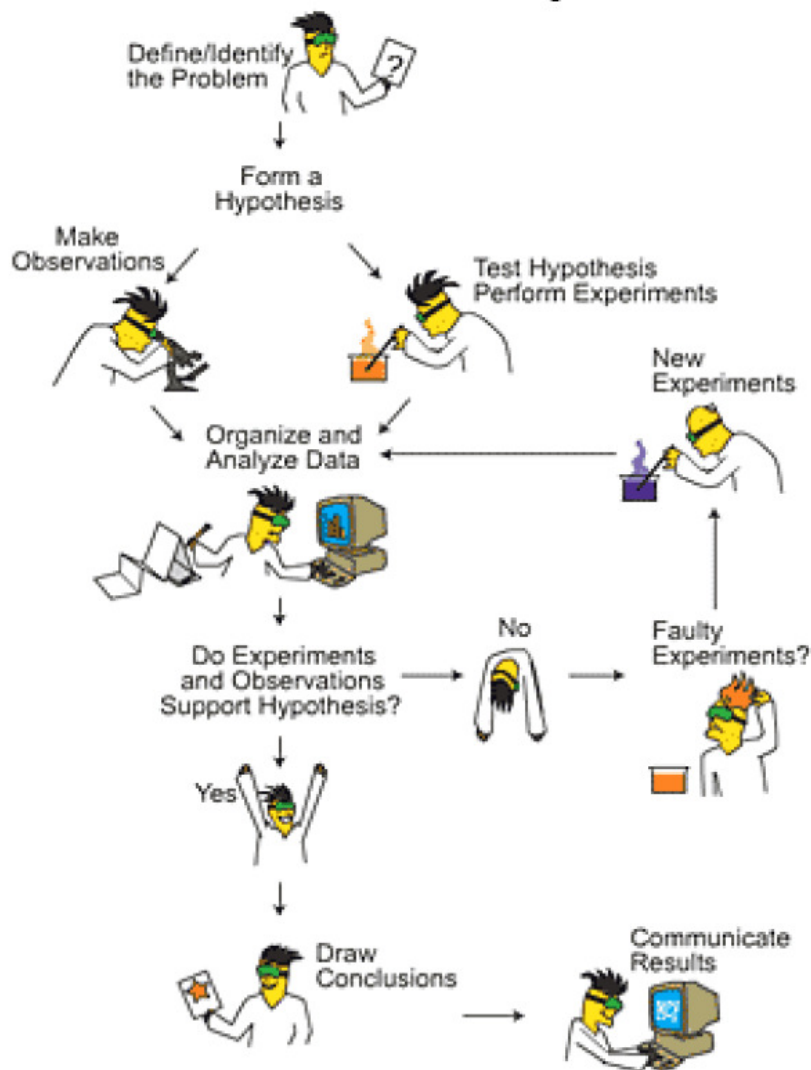 Define/Identify
the Problem
?
Form a
Hypothesis
Make
Observations
Test Hypothesis
Perform Experiments
New
Experiments
Organize and
Analyze Data
Do Experiments
and Observations
Support Hypothesis?
No
Faulty
Experiments?
Yes
Draw
Conclusions
Communicate
Results